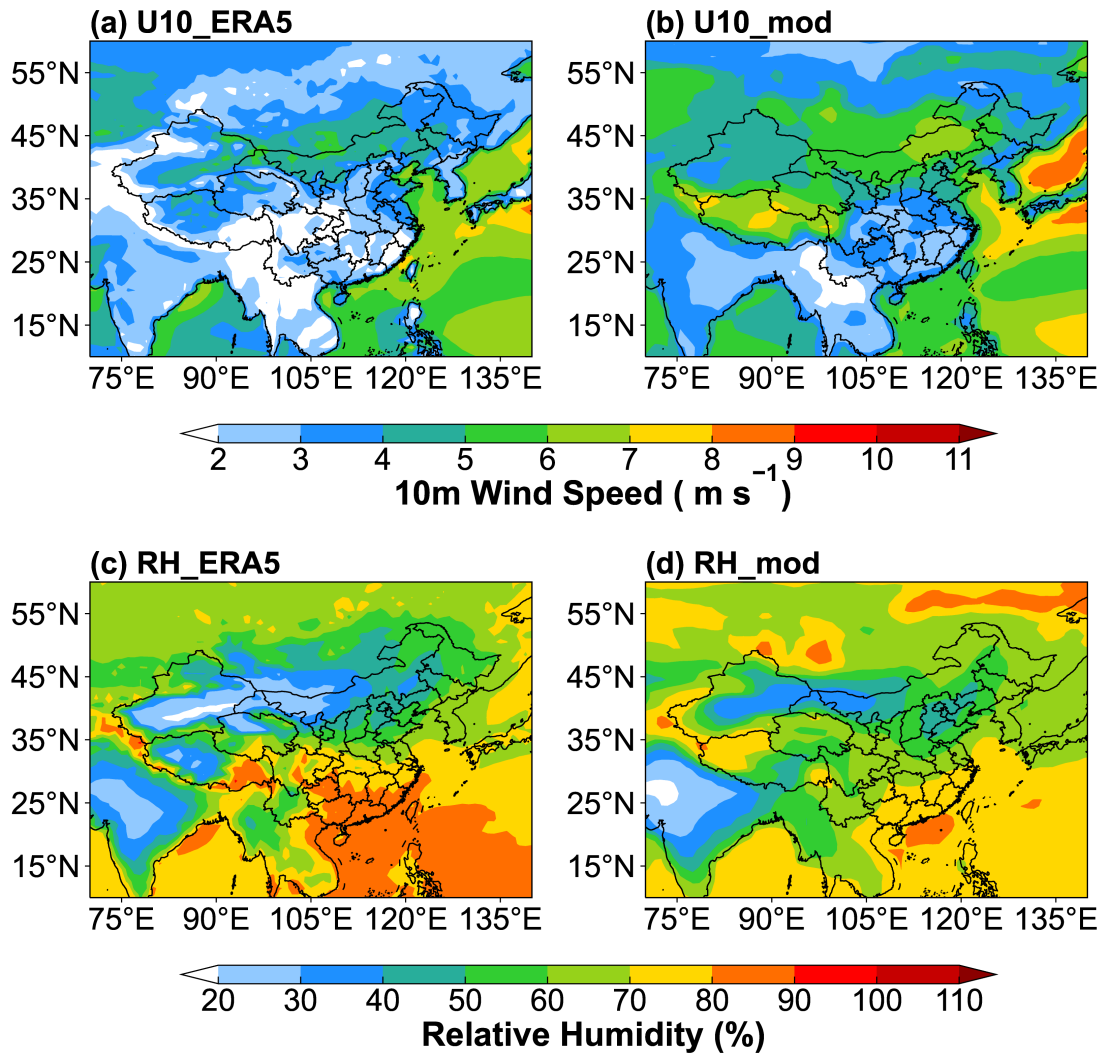 (a) U10_ERA5
(b) U10_mod
55°N
45°N
35°N
25°N
15°N
75°E 90°E 105°E 120°E 135°E
55°N
45°N
35°N
25°N
15°N
75°E 90°E 105°E 120°E 135°E
2 3 4 5 6 7 8 9 10 11
10m Wind Speed ( m s⁻¹)
(c) RH_ERA5
(d) RH_mod
55°N
45°N
35°N
25°N
15°N
75°E 90°E 105°E 120°E 135°E
55°N
45°N
35°N
25°N
15°N
75°E 90°E 105°E 120°E 135°E
20 30 40 50 60 70 80 90 100 110
Relative Humidity (%)